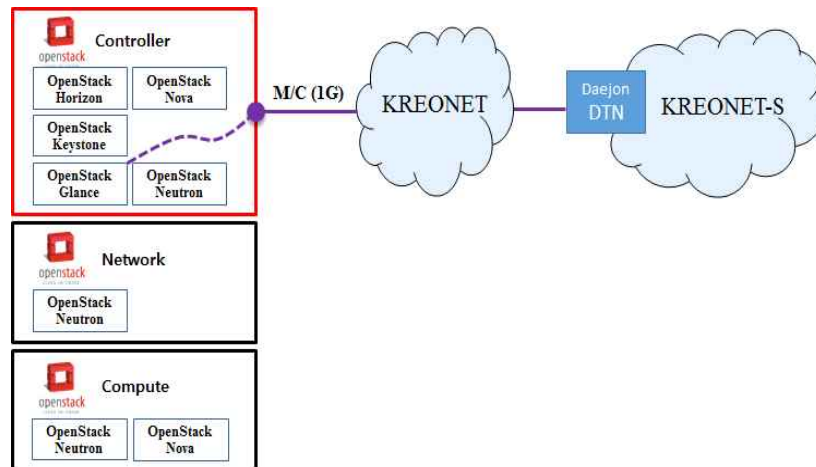 openstack
Controller
OpenStack
Horizon
OpenStack
Nova
OpenStack
Keystone
OpenStack
Glance
OpenStack
Neutron
M/C (1G)
KREONET
Daejon
DTN
KREONET-S
openstack
Network
OpenStack
Neutron
openstack
Compute
OpenStack
Neutron
OpenStack
Nova